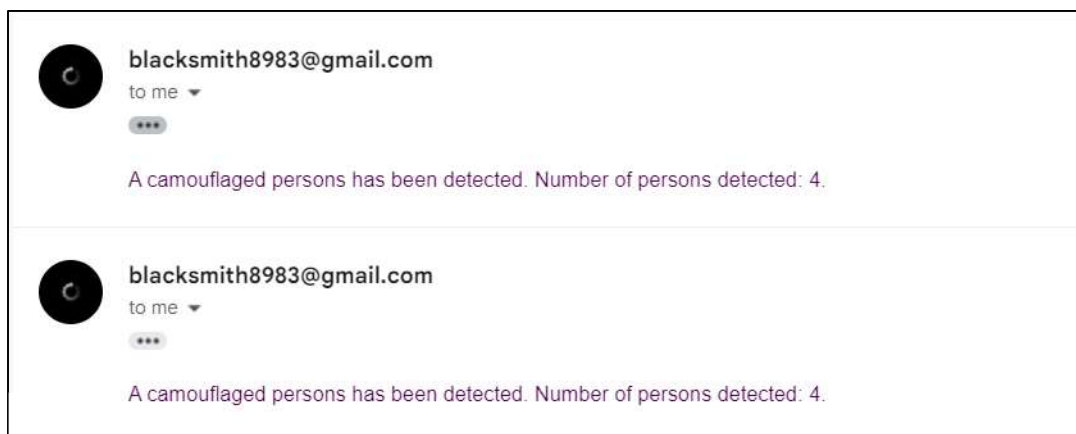 blacksmith8983@gmail.com
to me
•••
A camouflaged persons has been detected. Number of persons detected: 4.
blacksmith8983@gmail.com
to me
•••
A camouflaged persons has been detected. Number of persons detected: 4.